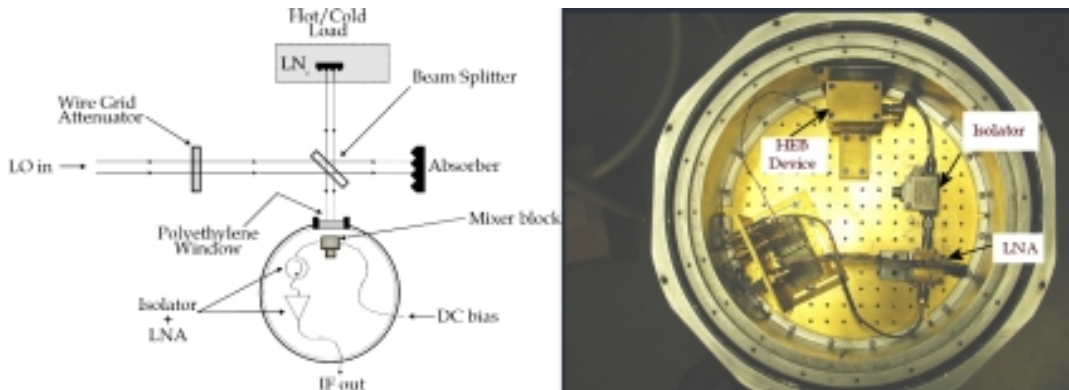 Hot/Cold
Load
LN2
Beam Splitter
Wire Grid
Attenuator
LO in
Absorber
Mixer block
Polyethylene
Window
Isolator
+
LNA
DC bias
IF out
HEB
Device
Isolator
LNA